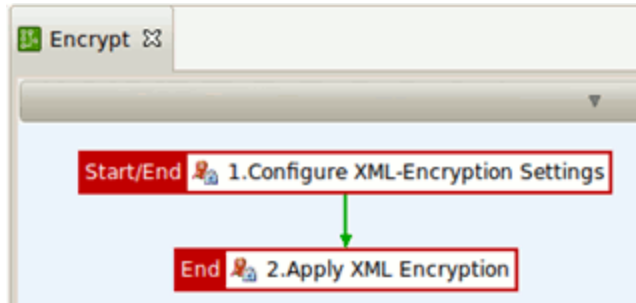 Encrypt
Start/End 1.Configure XML-Encryption Settings
End 2.Apply XML Encryption